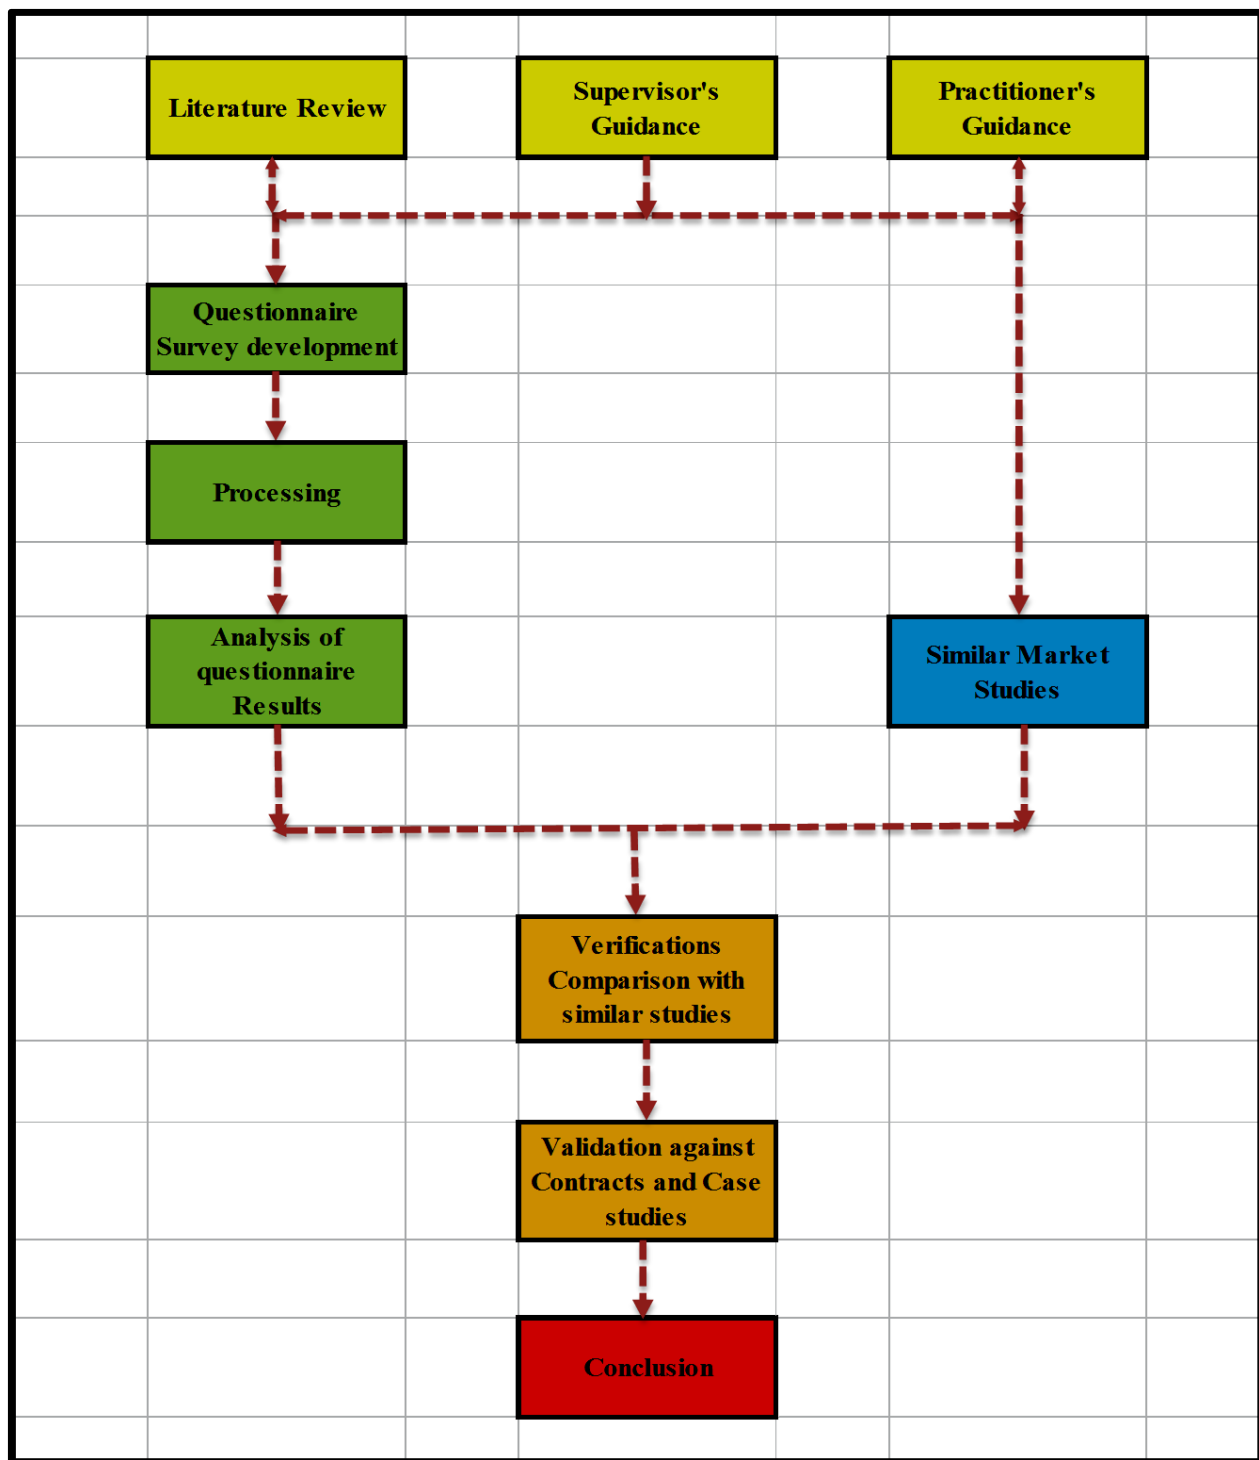 Literature Review
Supervisor's
Guidance
Practitioner's
Guidance
Questionnaire
Survey development
Processing
Analysis of
questionnaire
Results
Similar Market
Studies
Verifications
Comparison with
similar studies
Validation against
Contracts and Case
studies
Conclusion